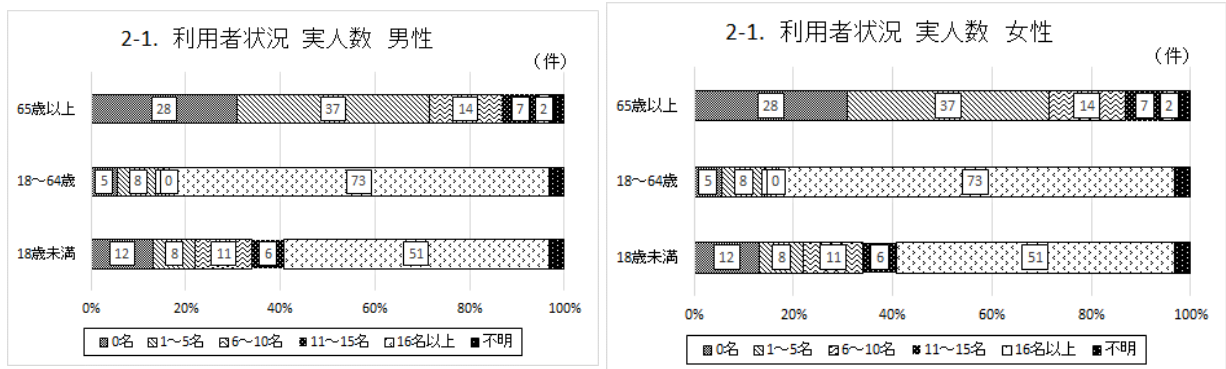 2-1. 利用者状況 実人数 男性
(件)
65歳以上 28 37 14 7 2
18～64歳 5 8 0 73
18歳未満 12 8 11 6 51
0% 20% 40% 60% 80% 100%
0名 1～5名 6～10名 11～15名 16名以上 不明
2-1. 利用者状況 実人数 女性
(件)
65歳以上 28 37 14 7 2
18～64歳 5 8 0 73
18歳未満 12 8 11 6 51
0% 20% 40% 60% 80% 100%
0名 1～5名 6～10名 11～15名 16名以上 不明